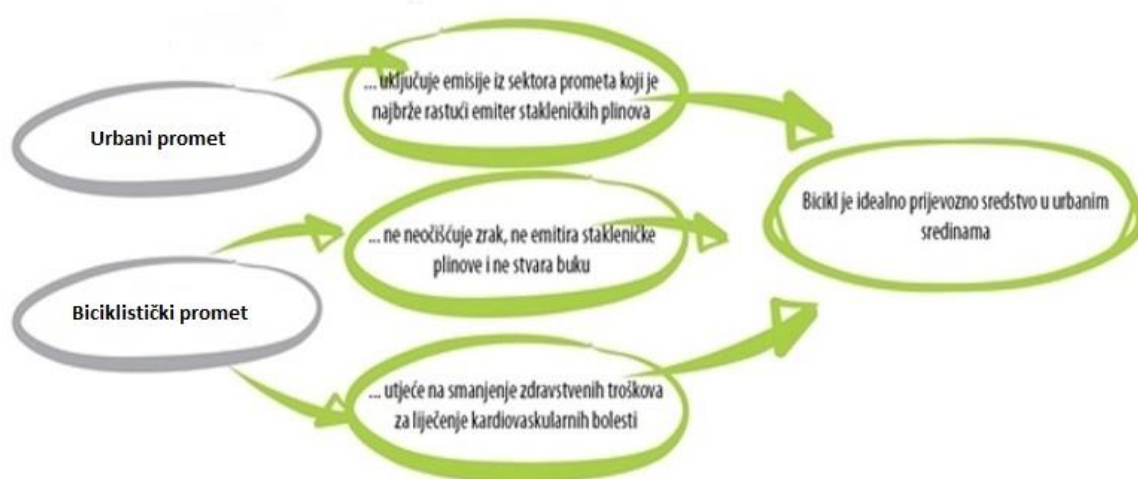 Urbani promet
... uključuje emisije iz sektora prometa koji je
najbrže rastući emiter stakleničkih plinova
Bicikl je idealno prijevozno sredstvo u urbanim
sredinama
... ne neočišćuje zrak, ne emitira stakleničke
plinove i ne stvara buku
Biciklistički promet
... utjeće na smanjenje zdravstvenih troškova
za liječenje kardiovaskularnih bolesti